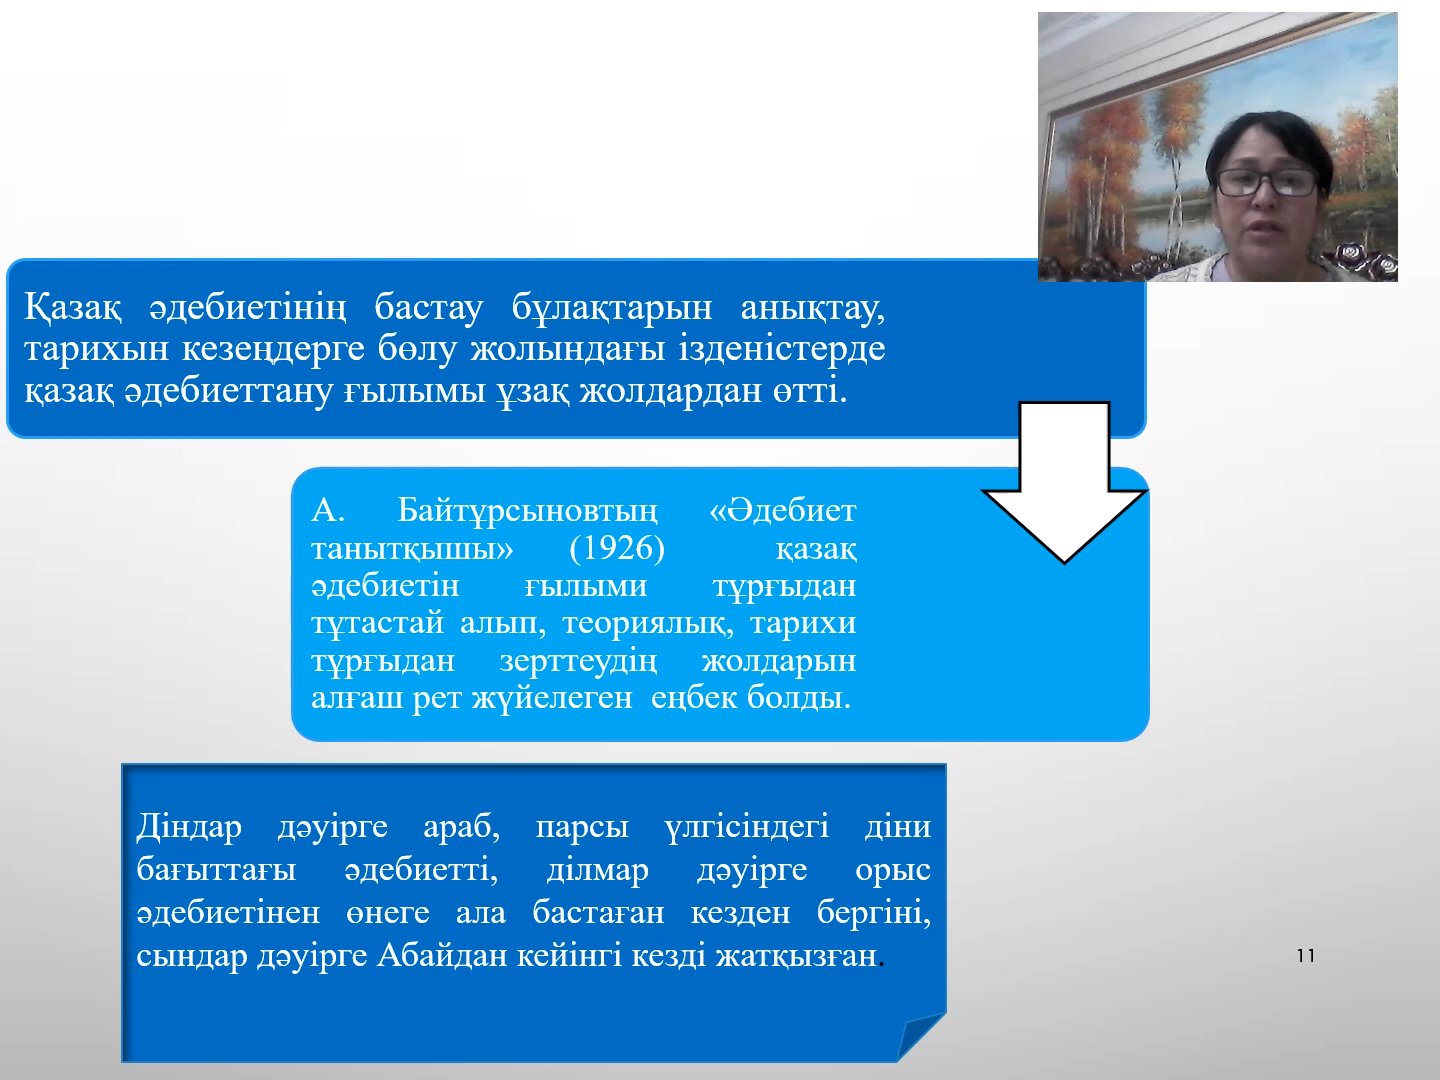 Қазақ әдебиетінің бастау бұлақтарын анықтау,
тарихын кезеңдерге бөлу жолындағы ізденістерде
қазақ әдебиеттану ғылымы ұзақ жолдардан өтті.
А. Байтұрсыновтың «Әдебиет
танытқышы» (1926) қазақ
әдебиетін ғылыми тұрғыдан
тұтастай алып, теориялық, тарихи
тұрғыдан зерттеудің жолдарын
алғаш рет жүйелеген еңбек болды.
Діндар дәуірге араб, парсы үлгісіндегі діни
бағыттағы әдебиетті, ділмар дәуірге орыс
әдебиетінен өнеге ала бастаған кезден бергіні,
сындар дәуірге Абайдан кейінгі кезді жатқызған.
11